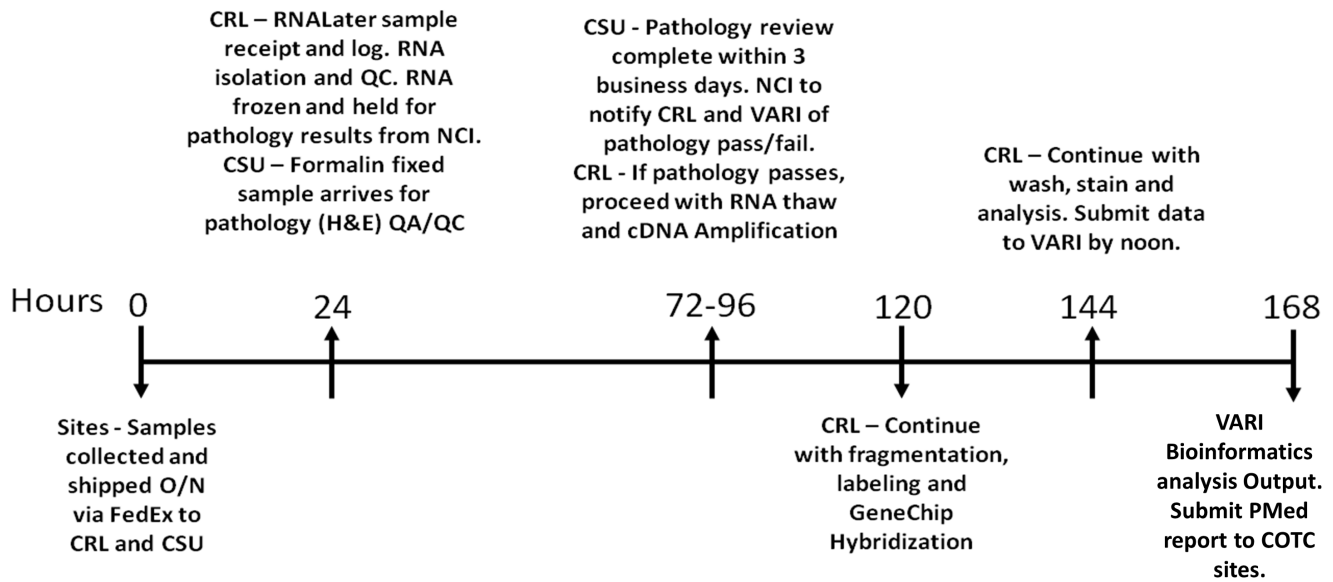 CRL – RNALater sample
receipt and log. RNA
isolation and QC. RNA
frozen and held for
pathology results from NCI.
CSU – Formalin fixed
sample arrives for
pathology (H&E) QA/QC
CSU - Pathology review
complete within 3
business days. NCI to
notify CRL and VARI of
pathology pass/fail.
CRL - If pathology passes,
proceed with RNA thaw
and cDNA Amplification
CRL – Continue with
wash, stain and
analysis. Submit data
to VARI by noon.
Hours 0 24 72-96 120 144 168
Sites - Samples
collected and
shipped O/N
via FedEx to
CRL and CSU
CRL – Continue
with fragmentation,
labeling and
GeneChip
Hybridization
VARI
Bioinformatics
analysis Output.
Submit PMed
report to COTC
sites.